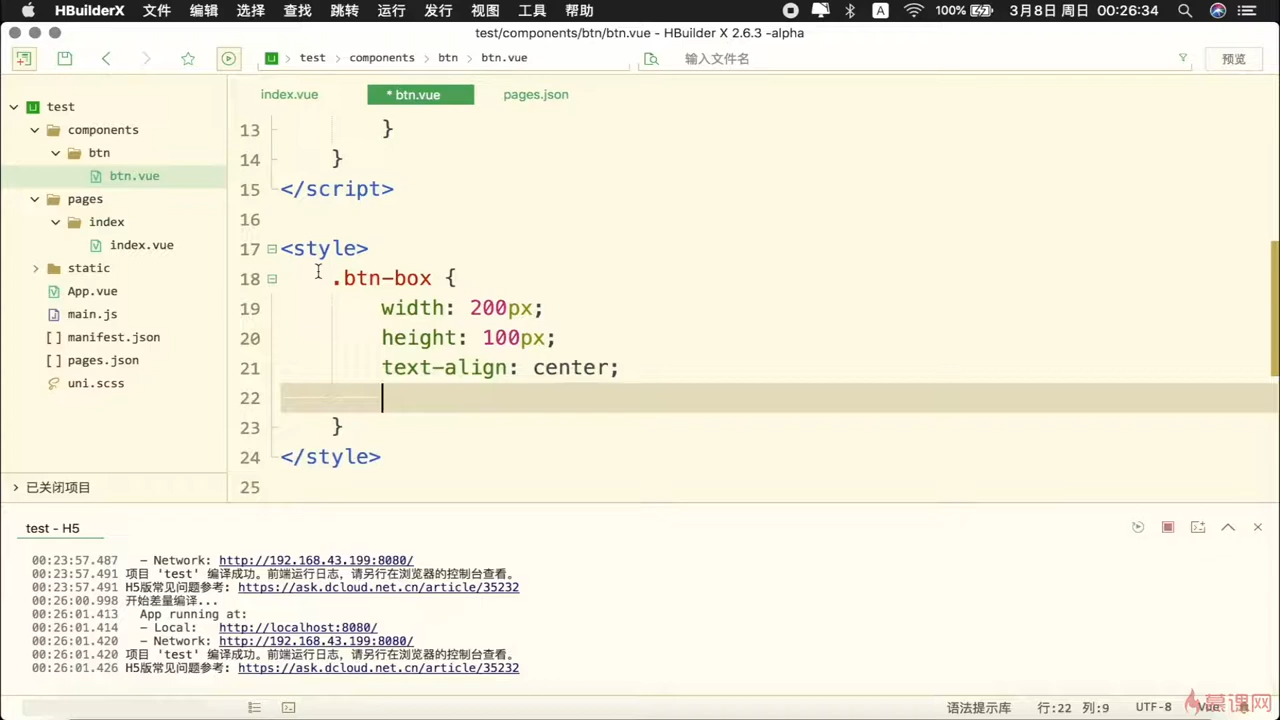 HBuilderX 文件 编辑 选择 查找 跳转 运行 发行 视图 工具 帮助 A 100% 3月8日 周日 00:26:34
test/components/btn/btn.vue - HBuilder X 2.6.3 -alpha
test components btn btn.vue 输入文件名 预览
index.vue * btn.vue pages.json
test
components
btn
btn.vue
pages
index
index.vue
static
App.vue
main.js
[ ] manifest.json
[ ] pages.json
uni.scss
已关闭项目
13 }
14 }
15 </script>
16
17 <style>
18 .btn-box {
19 width: 200px;
20 height: 100px;
21 text-align: center;
22
23 }
24 </style>
25
test - H5
00:23:57.487 - Network: http://192.168.43.199:8080/
00:23:57.491 项目 'test' 编译成功。前端运行日志，请另行在浏览器的控制台查看。
00:23:57.491 H5版常见问题参考: https://ask.dcloud.net.cn/article/35232
00:26:00.998 开始差量编译...
00:26:01.413 App running at:
00:26:01.414 - Local: http://localhost:8080/
00:26:01.420 - Network: http://192.168.43.199:8080/
00:26:01.420 项目 'test' 编译成功。前端运行日志，请另行在浏览器的控制台查看。
00:26:01.426 H5版常见问题参考: https://ask.dcloud.net.cn/article/35232
语法提示库 行:22 列:9 UTF-8 Vue
慕课网